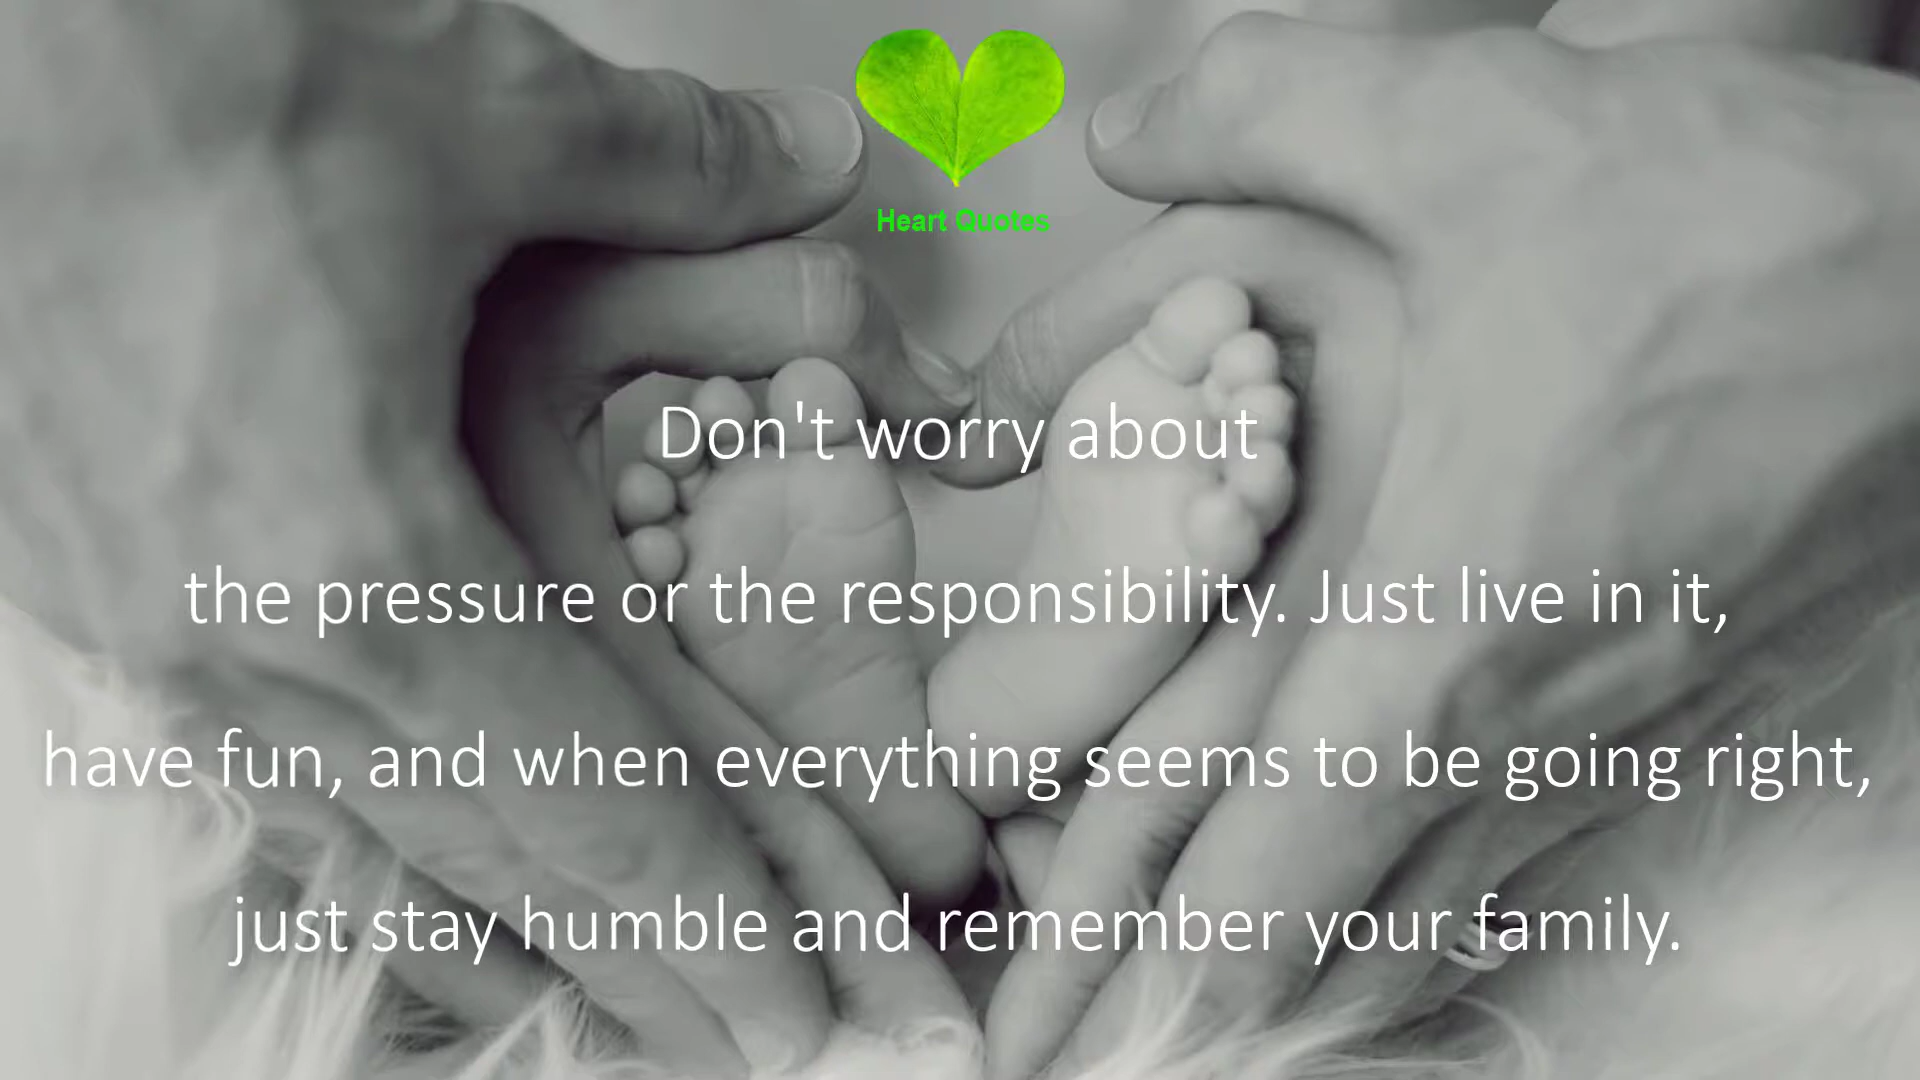 Heart Quotes
Don't worry about
the pressure or the responsibility. Just live in it,
have fun, and when everything seems to be going right,
just stay humble and remember your family.